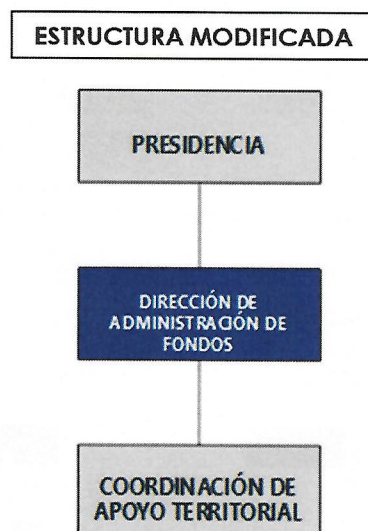 ESTRUCTURA MODIFICADA
PRESIDENCIA
DIRECCIÓN DE
ADMINISTRACIÓN DE
FONDOS
COORDINACIÓN DE
APOYO TERRITORIAL